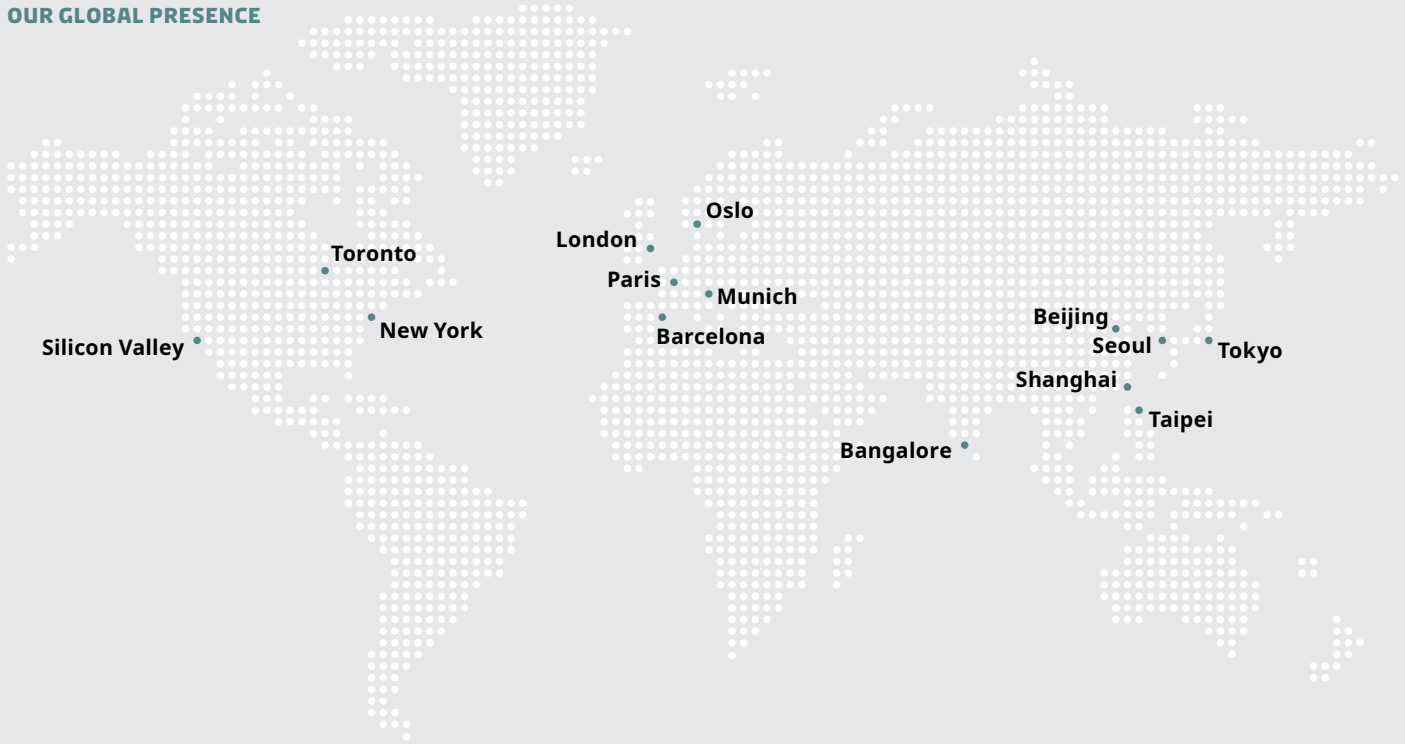 OUR GLOBAL PRESENCE
Oslo
London
Toronto
Paris
Munich
Beijing
New York
Barcelona
Seoul
Silicon Valley
Tokyo
Shanghai
Taipei
Bangalore